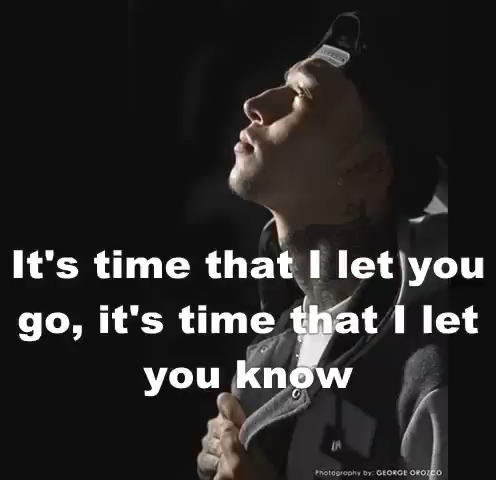 It's time that I let you
go, it's time that I let
you know
Photography by: GEORGE OROZCO